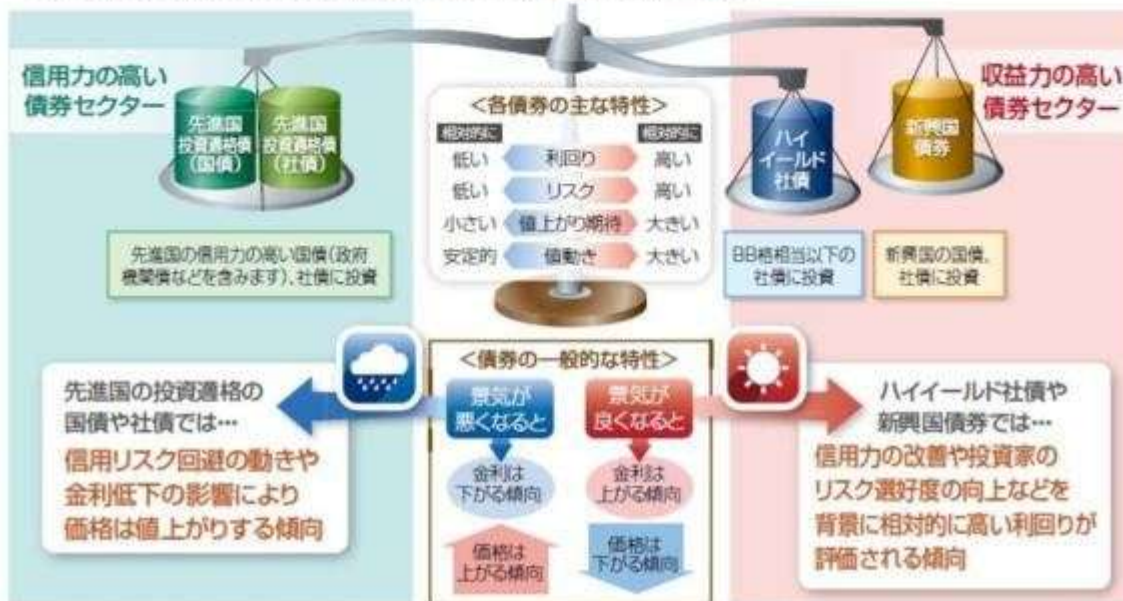 信用力の高い
債券セクター
先進国
投資適格債
(国債)
先進国
投資適格債
(社債)
先進国の信用力の高い国債(政府
機関債などを含みます)、社債に投資
<各債券の主な特性>
相対的に
相対的に
低い 利回り 高い
低い リスク 高い
小さい 値上がり期待 大きい
安定的 値動き 大きい
収益力の高い
債券セクター
ハイ
イールド
社債
新興国
債券
BB格相当以下の
社債に投資
新興国の国債、
社債に投資
<債券の一般的な特性>
景気が
悪くなると
金利は
下がる傾向
価格は
上がる傾向
景気が
良くなると
金利は
上がる傾向
価格は
下がる傾向
先進国の投資適格の
国債や社債では…
信用リスク回避の動きや
金利低下の影響により
価格は値上がりする傾向
ハイイールド社債や
新興国債券では…
信用力の改善や投資家の
リスク選好度の向上などを
背景に相対的に高い利回りが
評価される傾向